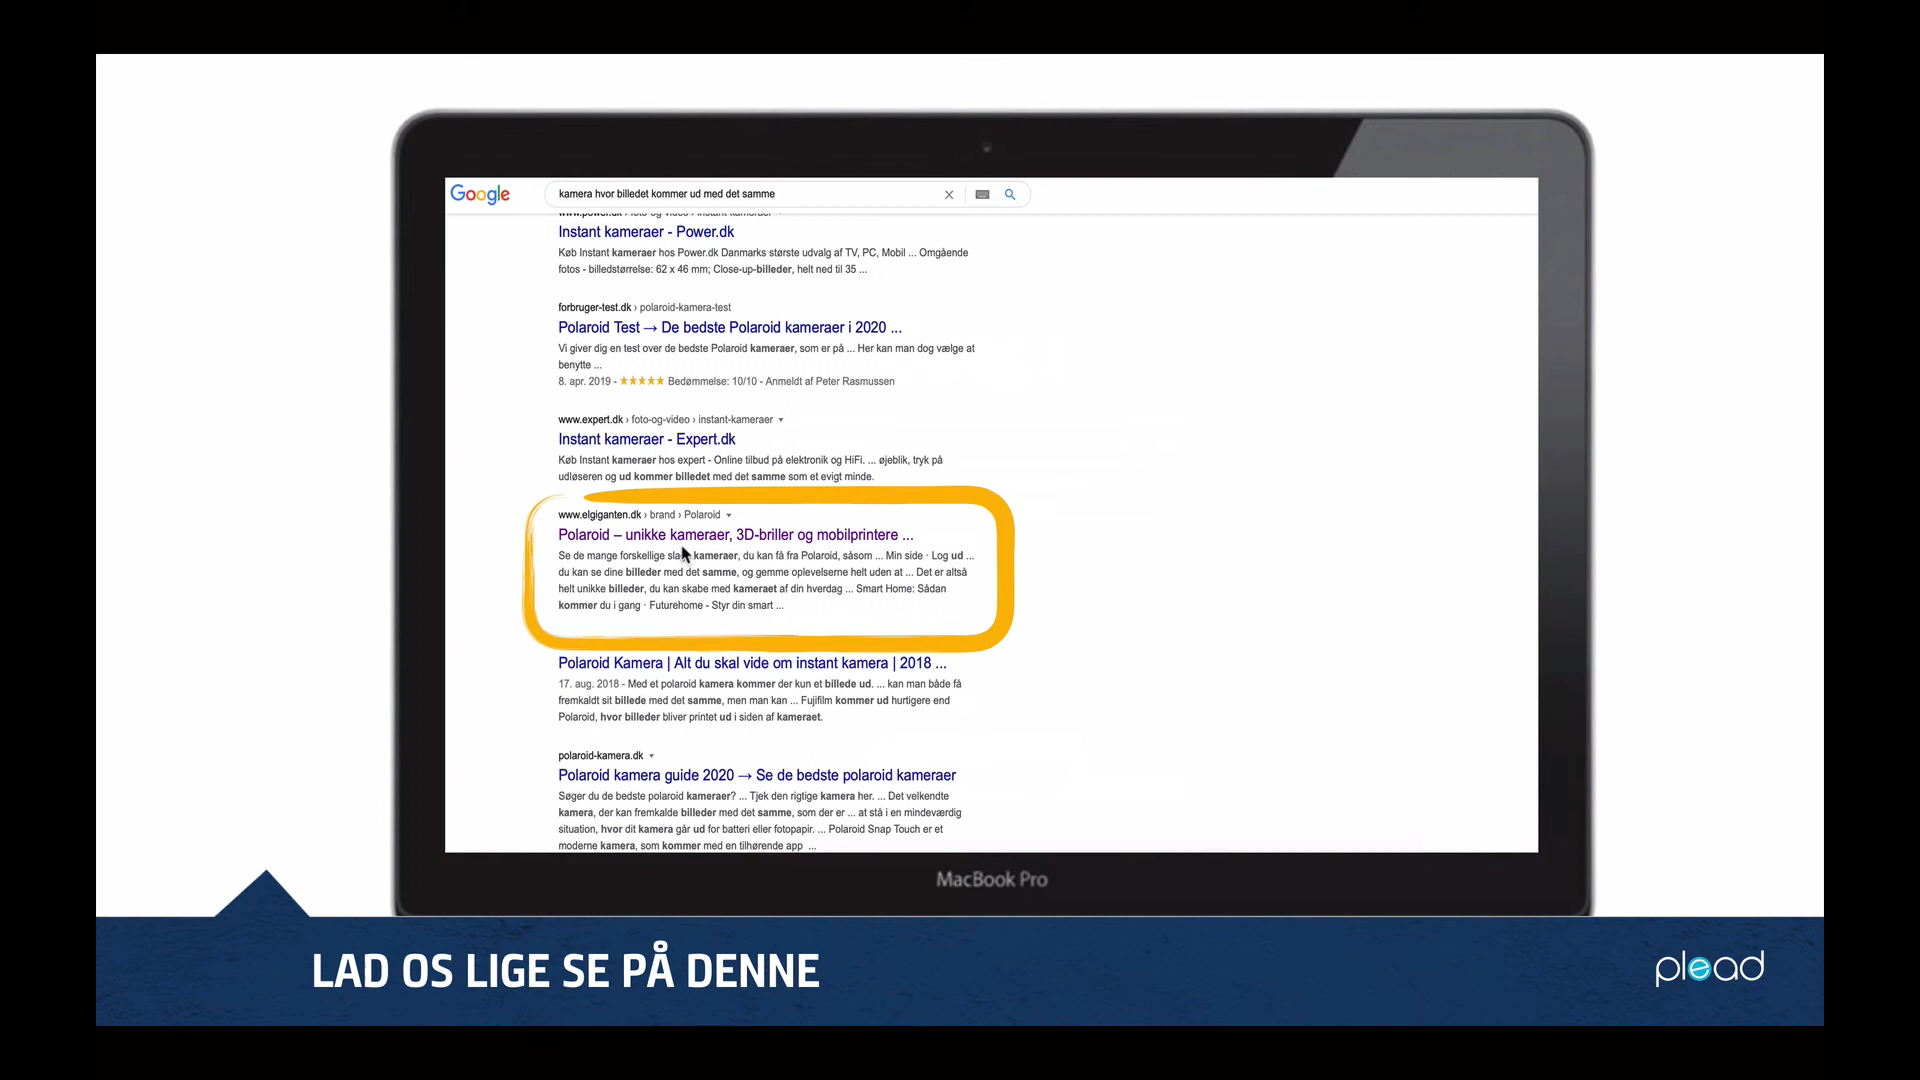 Google
kamera hvor billedet kommer ud med det samme
www.power.dk › foto-og-video › instant-kameraer
Instant kameraer - Power.dk
Køb Instant kameraer hos Power.dk Danmarks største udvalg af TV, PC, Mobil ... Omgående
fotos - billedstørrelse: 62 x 46 mm; Close-up-billeder, helt ned til 35 ...
forbruger-test.dk › polaroid-kamera-test
Polaroid Test → De bedste Polaroid kameraer i 2020 ...
Vi giver dig en test over de bedste Polaroid kameraer, som er på ... Her kan man dog vælge at
benytte ...
8. apr. 2019 - ★★★★★ Bedømmelse: 10/10 - Anmeldt af Peter Rasmussen
www.expert.dk › foto-og-video › instant-kameraer
Instant kameraer - Expert.dk
Køb Instant kameraer hos expert - Online tilbud på elektronik og HiFi. ... øjeblik, tryk på
udløseren og ud kommer billedet med det samme som et evigt minde.
www.elgiganten.dk › brand › Polaroid
Polaroid – unikke kameraer, 3D-briller og mobilprintere ...
Se de mange forskellige kameraer, du kan få fra Polaroid, såsom ... Min side · Log ud ...
du kan se dine billeder med det samme, og gemme oplevelserne helt uden at ... Det er altså
helt unikke billeder, du kan skabe med kameraet af din hverdag ... Smart Home: Sådan
kommer du i gang · Futurehome - Styr din smart ...
Polaroid Kamera | Alt du skal vide om instant kamera | 2018 ...
17. aug. 2018 - Med et polaroid kamera kommer der kun et billede ud. ... kan man både få
fremkaldt sit billede med det samme, men man kan ... Fujifilm kommer ud hurtigere end
Polaroid, hvor billeder bliver printet ud i siden af kameraet.
polaroid-kamera.dk
Polaroid kamera guide 2020 → Se de bedste polaroid kameraer
Søger du de bedste polaroid kameraer? ... Tjek den rigtige kamera her. ... Det velkendte
kamera, der kan fremkalde billeder med det samme, som der er ... at stå i en mindeværdig
situation, hvor dit kamera går ud for batteri eller fotopapir. ... Polaroid Snap Touch er et
moderne kamera, som kommer med en tilhørende app ...
MacBook Pro
LAD OS LIGE SE PÅ DENNE
plead